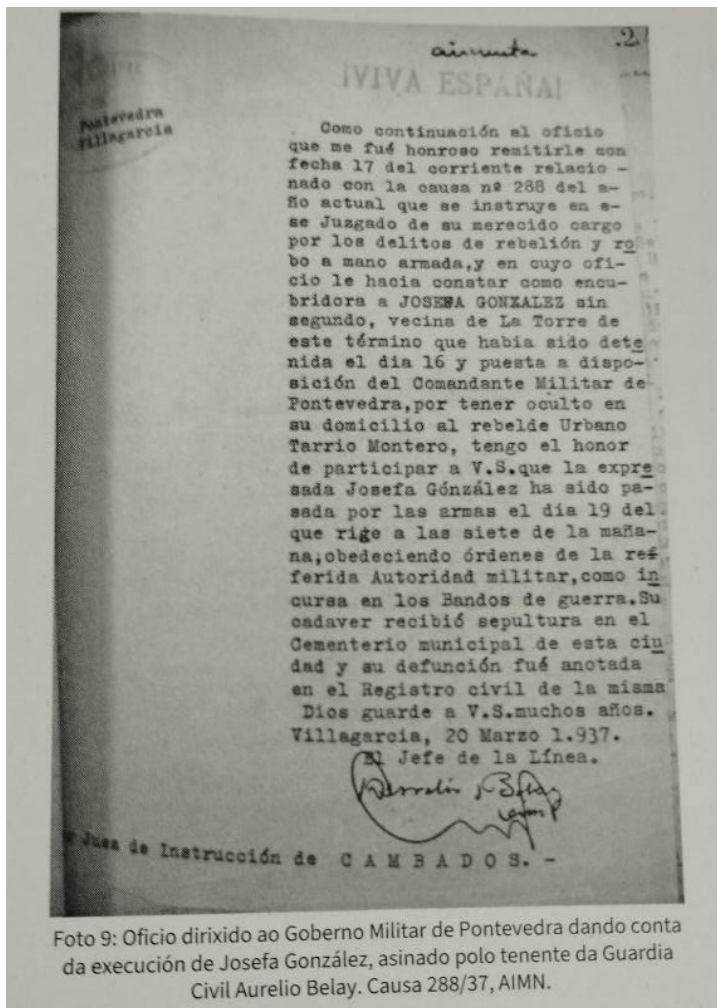 cincuenta
.2
¡VIVA ESPAÑA!
Pontevedra
Villagarcia
Como continuación al oficio
que me fué honroso remitirle con
fecha 17 del corriente relacio -
nado con la causa nº 288 del a-
ño actual que se instruye en e-
se Juzgado de su merecido cargo
por los delitos de rebelión y ro
bo a mano armada,y en cuyo ofi-
cio le hacia constar como encu-
bridora a JOSEFA GONXALEZ sin
segundo, vecina de La Torre de
este término que habia sido dete
nida el dia 16 y puesta a dispo-
sición del Comandante Militar de
Pontevedra,por tener oculto en
su domicilio al rebelde Urbano
Tarrio Montero, tengo el honor
de participar a V.S.que la expre
sada Josefa Gónzález ha sido pa-
sada por las armas el dia 19 del
que rige a las siete de la maña-
na,obedeciendo órdenes de la re
ferida Autoridad militar,como in
cursa en los Bandos de guerra.Su
cadaver recibió sepultura en el
Cementerio municipal de esta ciu
dad y su defunción fué anotada
en el Registro civil de la misma
Dios guarde a V.S.muchos años.
Villagarcia, 20 Marzo 1.937.
El Jefe de la Línea.
Juez de Instrucción de C A M B A D O S. -
Foto 9: Oficio dirixido ao Goberno Militar de Pontevedra dando conta
da execución de Josefa González, asinado polo tenente da Guardia
Civil Aurelio Belay. Causa 288/37, AIMN.